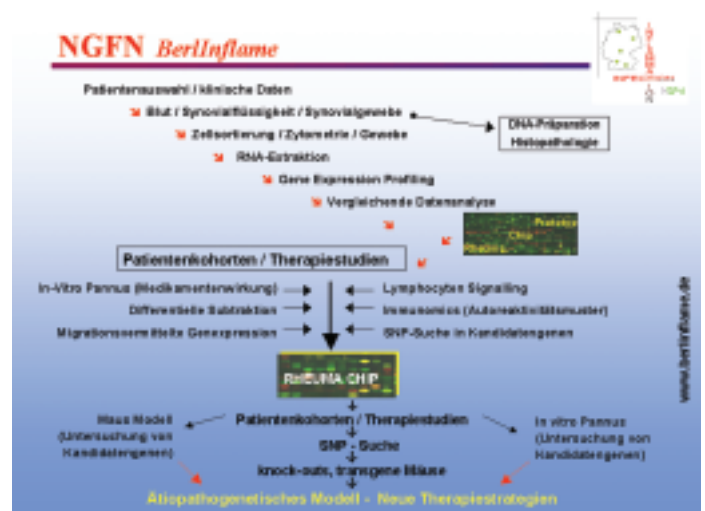 NGFN BerlInflame
INFECTION
Patientenauswahl / klinische Daten
Blut / Synovialflüssigkeit / Synovialgewebe
DNA-Präparation
Histopathologie
Zellsortierung / Zytometrie / Gewebe
RNA-Extraktion
Gene Expression Profiling
Vergleichende Datenanalyse
Prototype
Chip
Patientenkohorten / Therapiestudien
In-Vitro Pannus (Medikamentenwirkung)
Lymphocyten Signalling
Differentielle Subtraktion
Immunomics (Autoreaktivitätsmuster)
Migrationsvermittelte Genexpression
SNP-Suche in Kandidatengenen
www.berlinflame.de
RHEUMA CHIP
Maus Modell
(Untersuchung von
Kandidatengenen)
Patientenkohorten / Therapiestudien
SNP - Suche
knock-outs, transgene Mäuse
In vitro Pannus
(Untersuchung von
Kandidatengenen)
Ätiopathogenetisches Modell - Neue Therapiestrategien